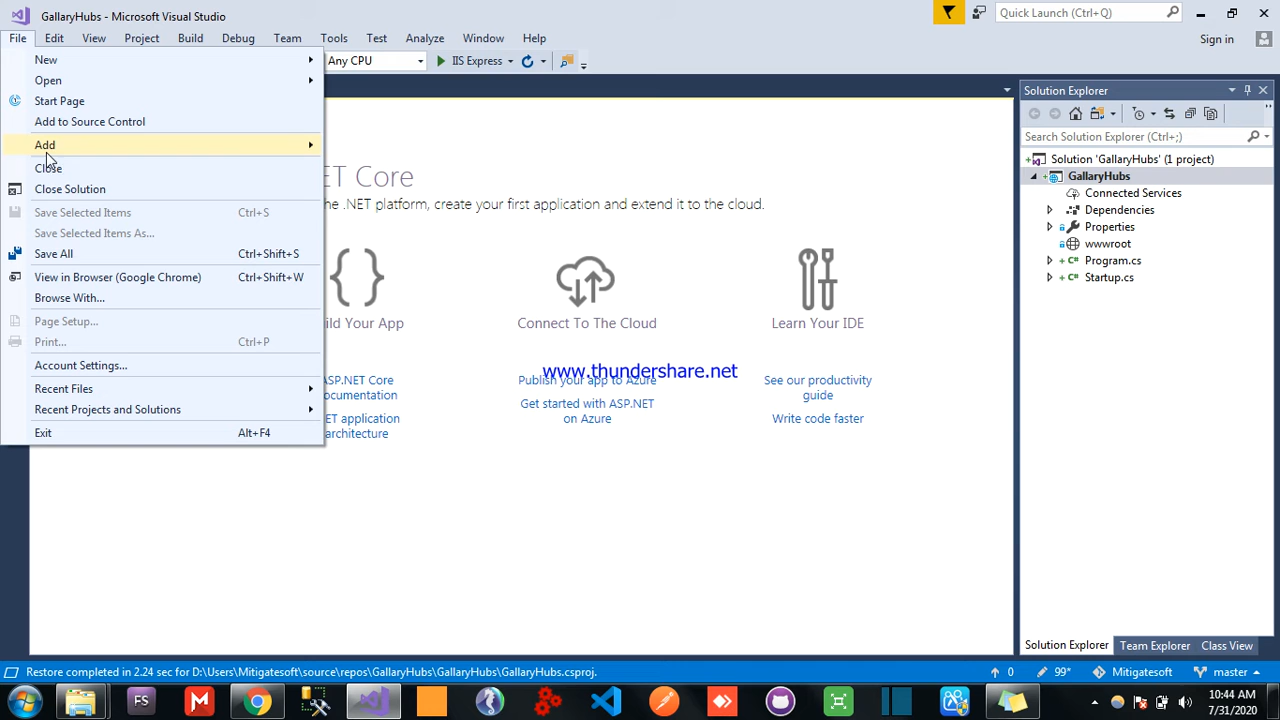 GallaryHubs - Microsoft Visual Studio
Quick Launch (Ctrl+Q)
File Edit View Project Build Debug Team Tools Test Analyze Window Help
Sign in
Any CPU
IIS Express
New
Open
Start Page
Add to Source Control
Add
Close
Close Solution
Save Selected Items Ctrl+S
Save Selected Items As...
Save All Ctrl+Shift+S
View in Browser (Google Chrome) Ctrl+Shift+W
Browse With...
Page Setup...
Print... Ctrl+P
Account Settings...
Recent Files
Recent Projects and Solutions
Exit Alt+F4
ET Core
the .NET platform, create your first application and extend it to the cloud.
ild Your App
Connect To The Cloud
Learn Your IDE
www.thundershare.net
ASP.NET Core
ocumentation
ET application
rchitecture
Publish your app to Azure
Get started with ASP.NET
on Azure
See our productivity
guide
Write code faster
Solution Explorer
Search Solution Explorer (Ctrl+;)
Solution 'GallaryHubs' (1 project)
GallaryHubs
Connected Services
Dependencies
Properties
wwwroot
C# Program.cs
C# Startup.cs
Solution Explorer Team Explorer Class View
Restore completed in 2.24 sec for D:\Users\Mitigatesoft\source\repos\GallaryHubs\GallaryHubs\GallaryHubs.csproj.
0 99* Mitigatesoft master
FS
10:44 AM
7/31/2020